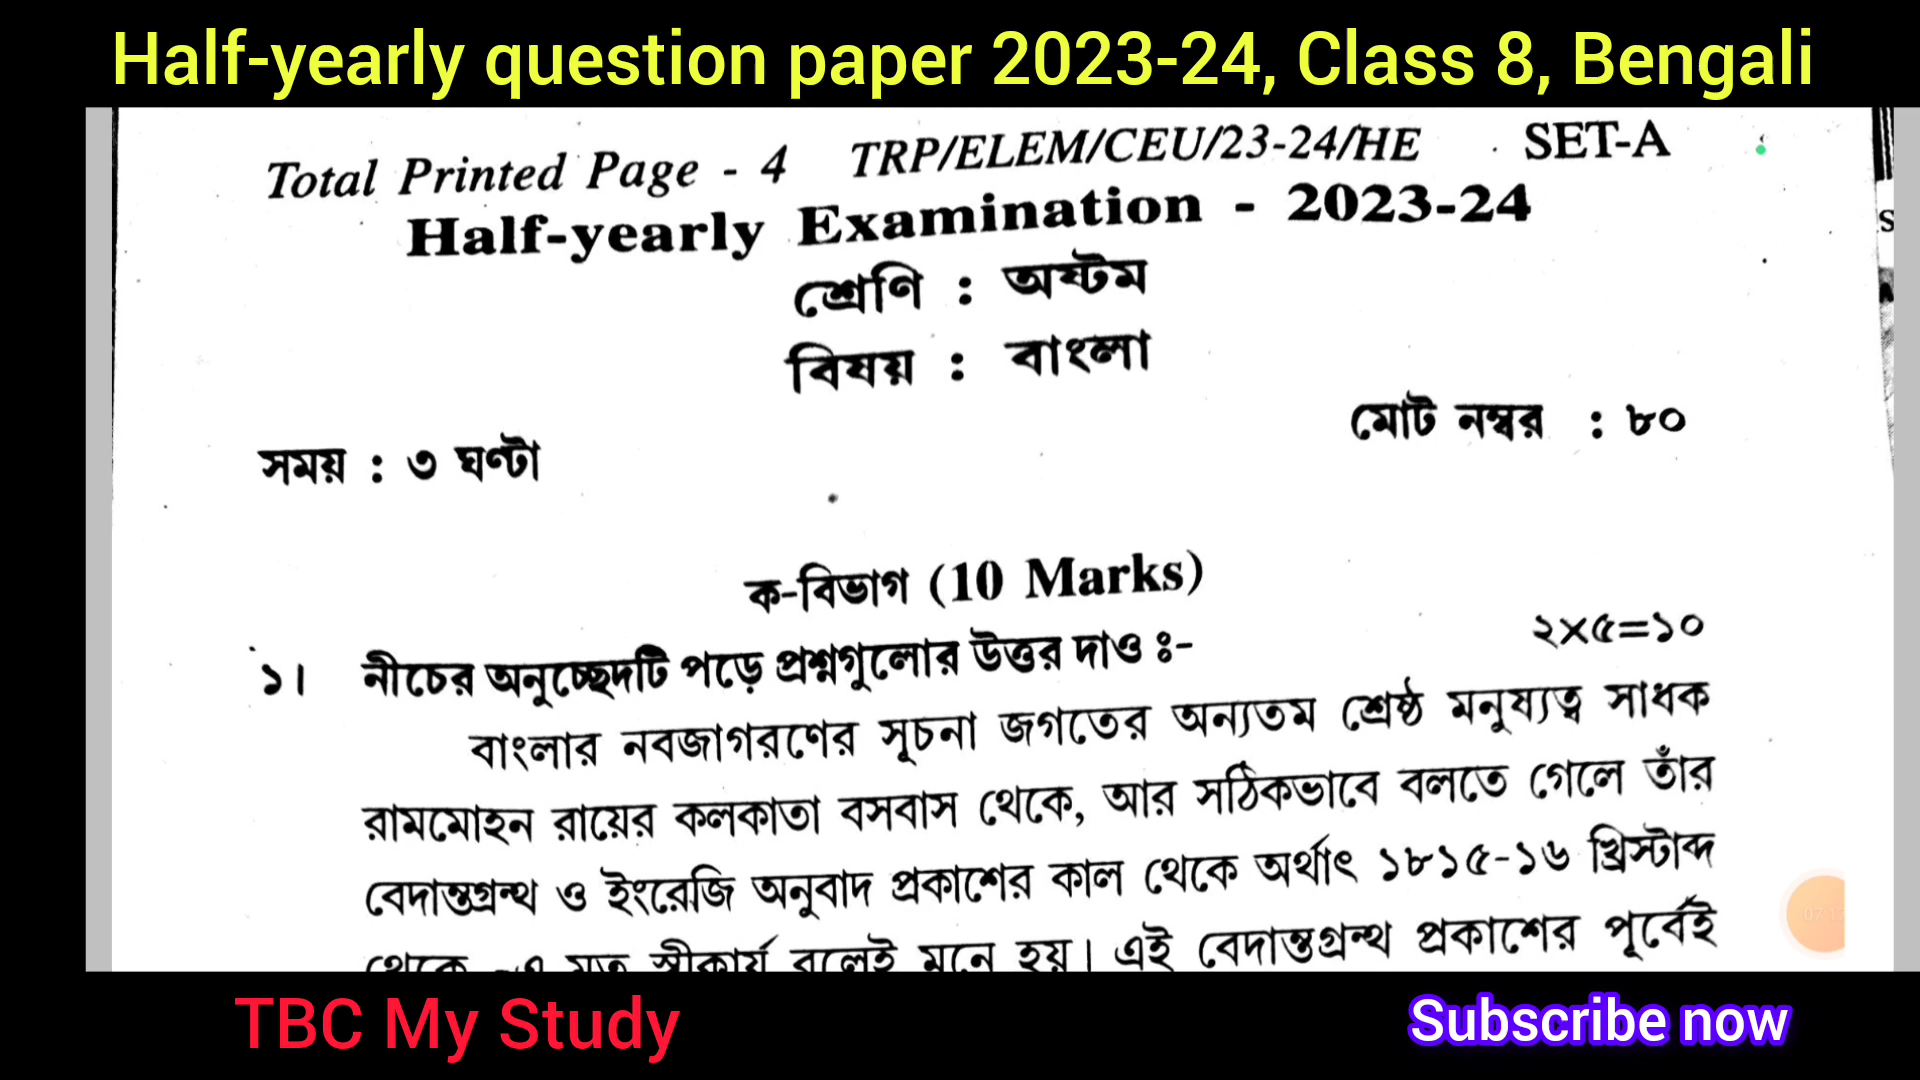 Half-yearly question paper 2023-24, Class 8, Bengali
Total Printed Page - 4 TRP/ELEM/CEU/23-24/HE SET-A
Half-yearly Examination - 2023-24
শ্রেণি : অষ্টম
বিষয় : বাংলা
মোট নম্বর : ৮০
সময় : ৩ ঘণ্টা
ক-বিভাগ (10 Marks)
১। নীচের অনুচ্ছেদটি পড়ে প্রশ্নগুলোর উত্তর দাও ঃ- ২×৫=১০
বাংলার নবজাগরণের সূচনা জগতের অন্যতম শ্রেষ্ঠ মনুষ্যত্ব সাধক
রামমোহন রায়ের কলকাতা বসবাস থেকে, আর সঠিকভাবে বলতে গেলে তাঁর
বেদান্তগ্রন্থ ও ইংরেজি অনুবাদ প্রকাশের কাল থেকে অর্থাৎ ১৮১৫-১৬ খ্রিস্টাব্দ
থেকে -এ মত স্বীকার্য বলেই মনে হয়। এই বেদান্তগ্রন্থ প্রকাশের পূর্বেই
TBC My Study
Subscribe now